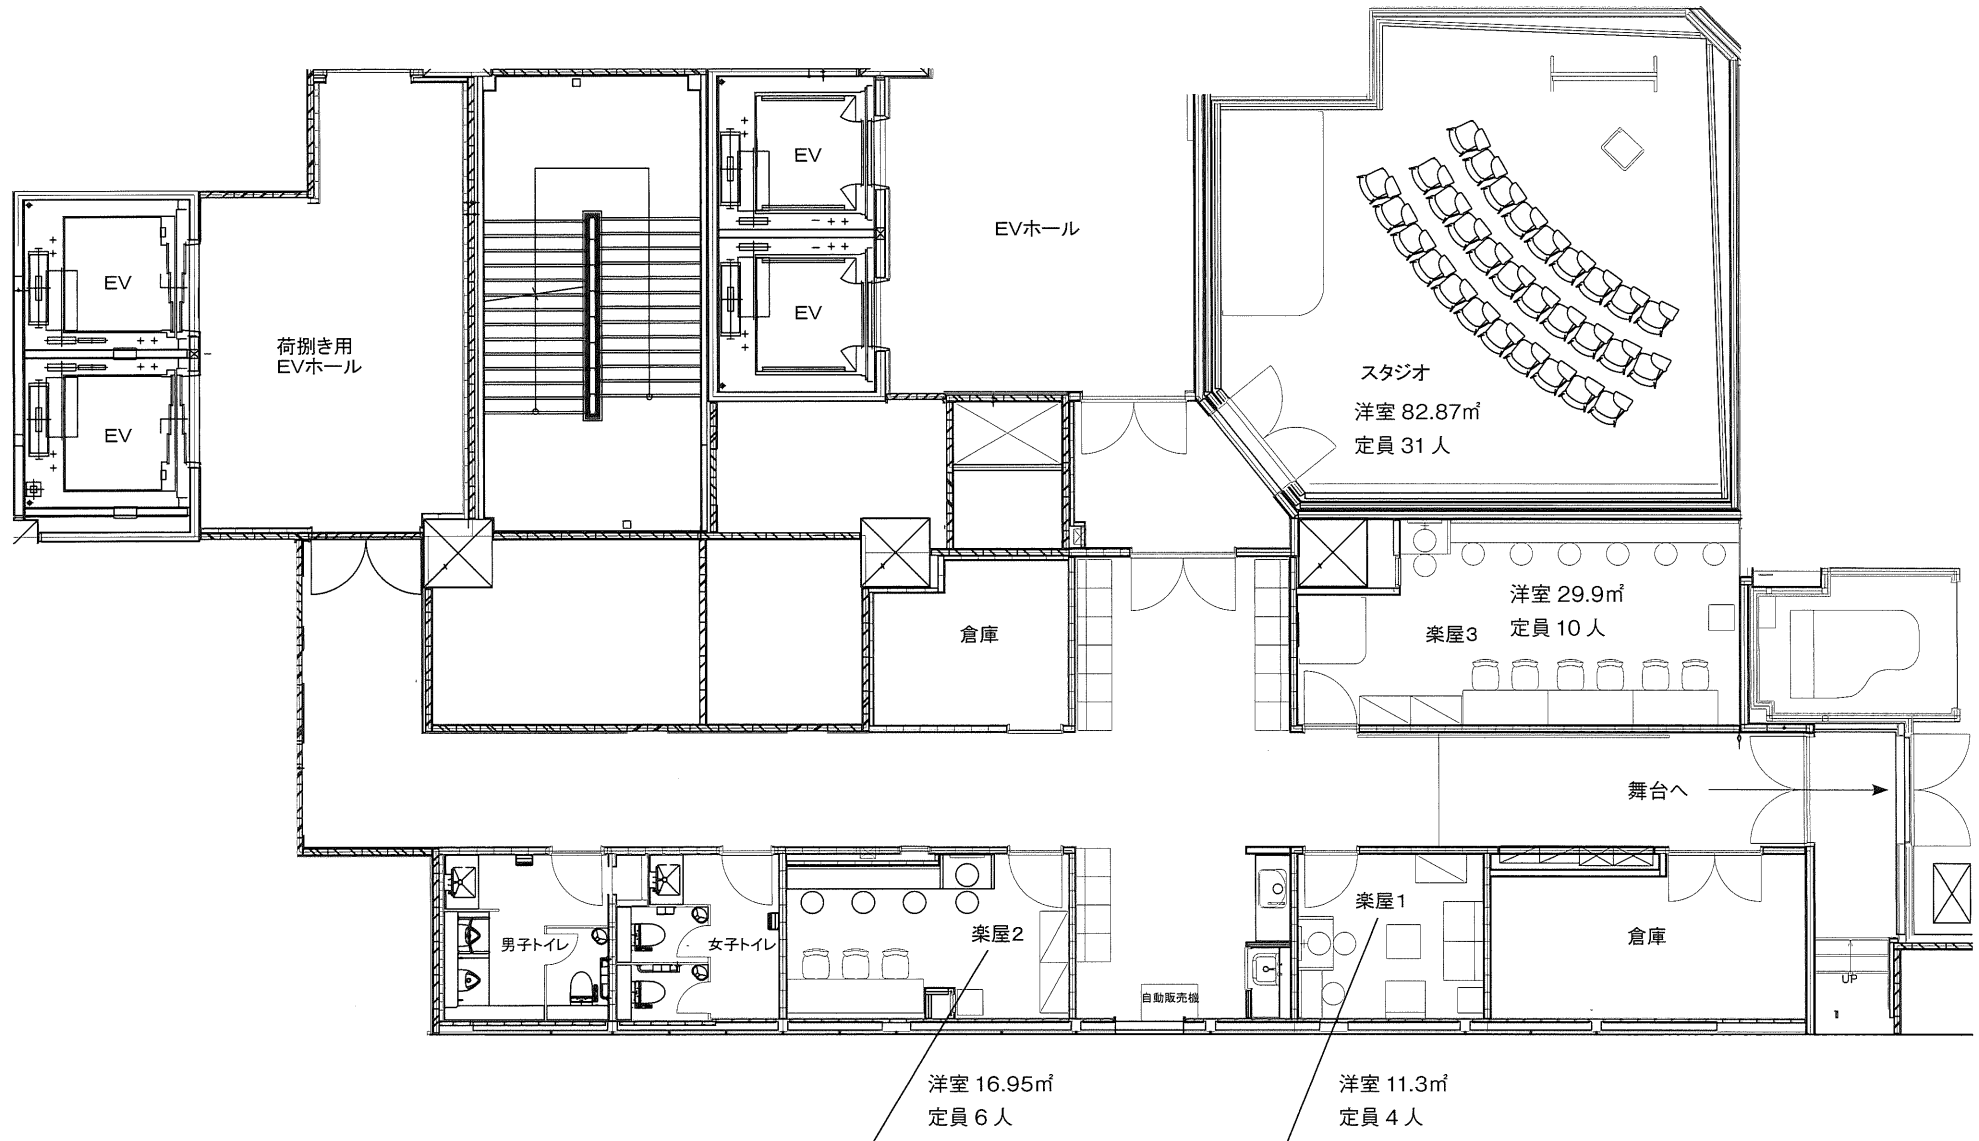 EV
EV
EVホール
EV
EV
荷捌き用
EVホール
EV
スタジオ
洋室 82.87㎡
定員 31 人
洋室 29.9㎡
定員 10 人
楽屋3
倉庫
舞台へ
楽屋1
楽屋2
男子トイレ
女子トイレ
倉庫
UP
自動販売機
洋室 16.95㎡
定員 6 人
洋室 11.3㎡
定員 4 人